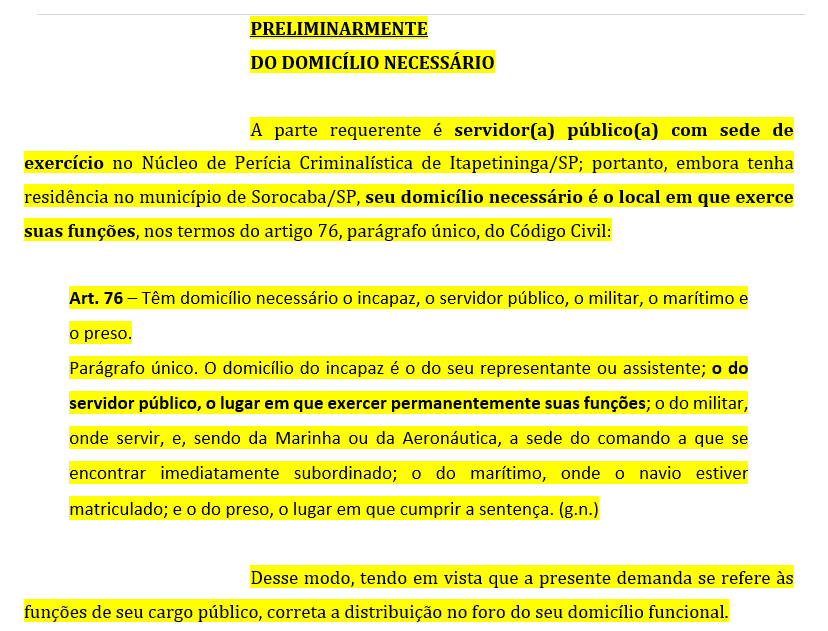 PRELIMINARMENTE
DO DOMICÍLIO NECESSÁRIO
A parte requerente é servidor(a) público(a) com sede de
exercício no Núcleo de Perícia Criminalística de Itapetininga/SP; portanto, embora tenha
residência no município de Sorocaba/SP, seu domicílio necessário é o local em que exerce
suas funções, nos termos do artigo 76, parágrafo único, do Código Civil:
Art. 76 – Têm domicílio necessário o incapaz, o servidor público, o militar, o marítimo e
o preso.
Parágrafo único. O domicílio do incapaz é o do seu representante ou assistente; o do
servidor público, o lugar em que exercer permanentemente suas funções; o do militar,
onde servir, e, sendo da Marinha ou da Aeronáutica, a sede do comando a que se
encontrar imediatamente subordinado; o do marítimo, onde o navio estiver
matriculado; e o do preso, o lugar em que cumprir a sentença. (g.n.)
Desse modo, tendo em vista que a presente demanda se refere às
funções de seu cargo público, correta a distribuição no foro do seu domicílio funcional.